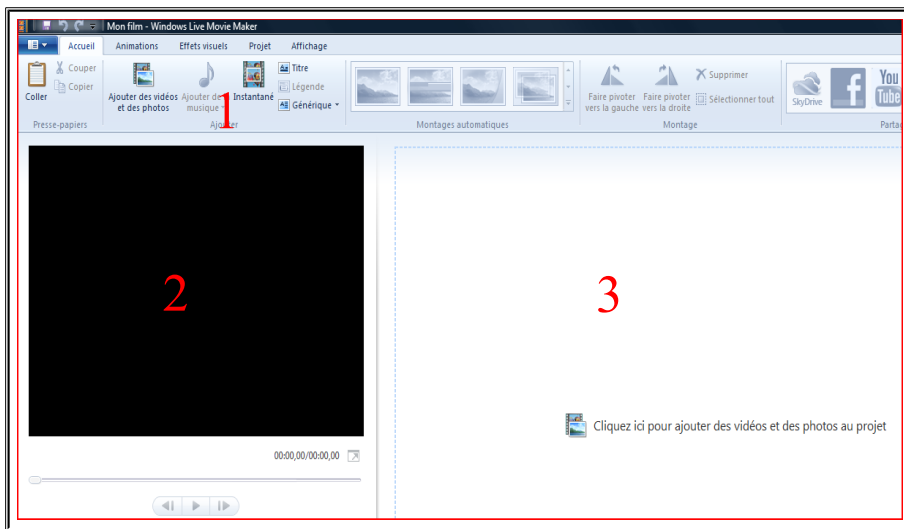 Mon film - Windows Live Movie Maker
Accueil Animations Effets visuels Projet Affichage
Coller
Couper
Copier
Presse-papiers
Ajouter des vidéos
et des photos
Ajouter de la
musique
Instantané
Titre
Légende
Générique
Ajouter
1
Montages automatiques
Faire pivoter
vers la gauche
Faire pivoter
vers la droite
Supprimer
Sélectionner tout
Montage
SkyDrive
f
You
Tube
Partag
2
3
Cliquez ici pour ajouter des vidéos et des photos au projet
00:00,00/00:00,00